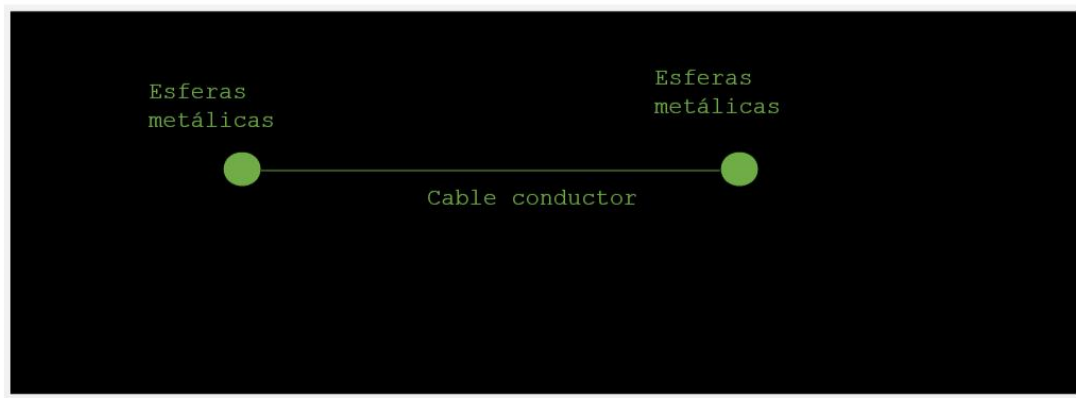 Esferas
metálicas
Esferas
metálicas
Cable conductor